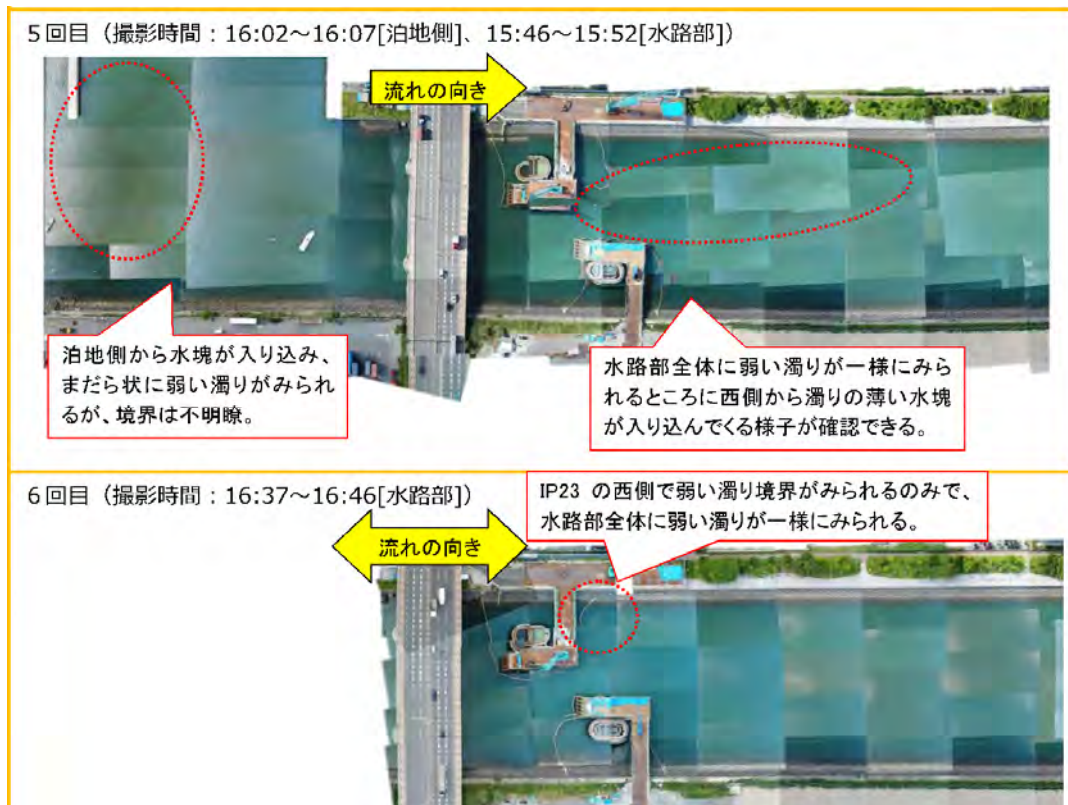 5回目（撮影時間：16:02～16:07[泊地側]、15:46～15:52[水路部]）
流れの向き
泊地側から水塊が入り込み、
まだら状に弱い濁りがみられ
るが、境界は不明瞭。
水路部全体に弱い濁りが一様にみら
れるところに西側から濁りの薄い水塊
が入り込んでくる様子が確認できる。
6回目（撮影時間：16:37～16:46[水路部]）
IP23 の西側で弱い濁り境界がみられるのみで、
水路部全体に弱い濁りが一様にみられる。
流れの向き